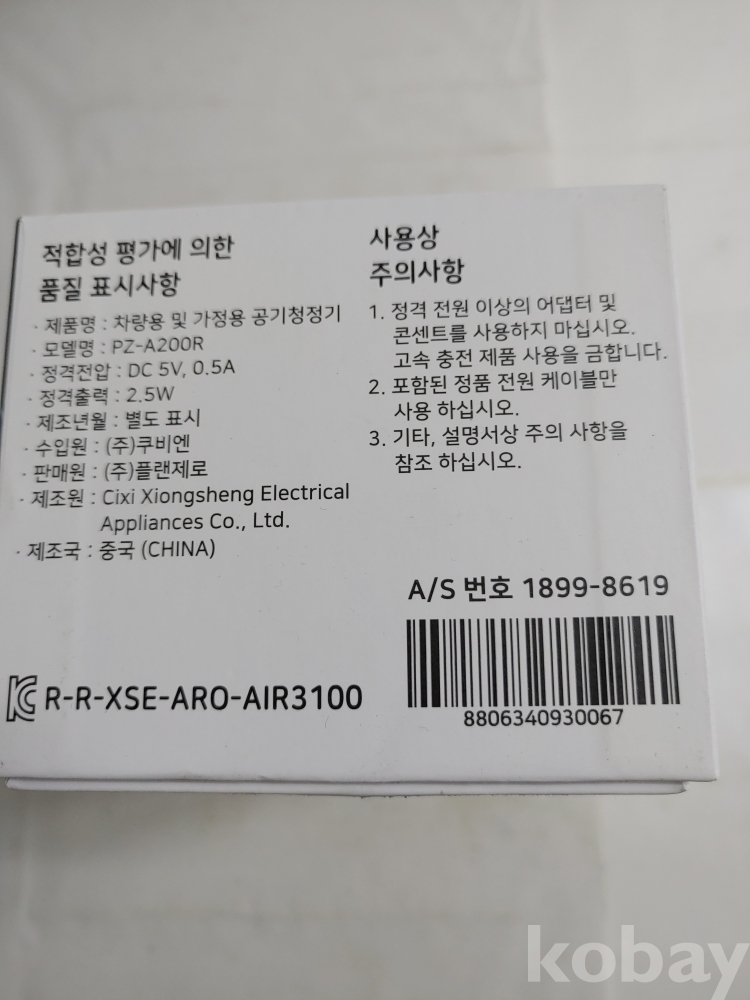 적합성 평가에 의한
품질 표시사항
· 제품명 : 차량용 및 가정용 공기청정기
· 모델명 : PZ-A200R
· 정격전압 : DC 5V, 0.5A
· 정격출력 : 2.5W
· 제조년월 : 별도 표시
· 수입원 : (주)쿠비엔
· 판매원 : (주)플랜제로
· 제조원 : Cixi Xiongsheng Electrical
Appliances Co., Ltd.
· 제조국 : 중국 (CHINA)
R-R-XSE-ARO-AIR3100
사용상
주의사항
1. 정격 전원 이상의 어댑터 및
콘센트를 사용하지 마십시오.
고속 충전 제품 사용을 금합니다.
2. 포함된 정품 전원 케이블만
사용 하십시오.
3. 기타, 설명서상 주의 사항을
참조 하십시오.
A/S 번호 1899-8619
8806340930067
kobay